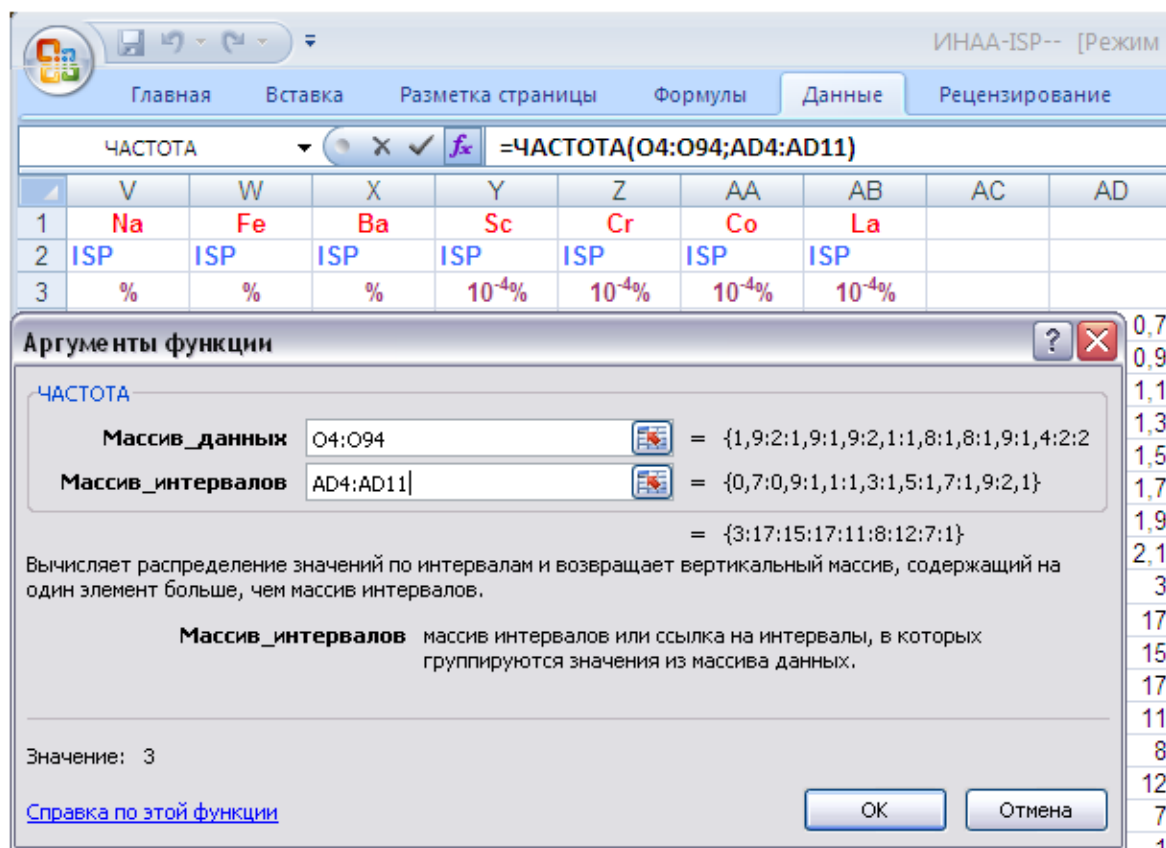 ИНАА-ISP-- [Режим
Главная Вставка Разметка страницы Формулы Данные Рецензирование
ЧАСТОТА fx =ЧАСТОТА(O4:O94;AD4:AD11)
V W X Y Z AA AB AC AD
1 Na Fe Ba Sc Cr Co La
2 ISP ISP ISP ISP ISP ISP ISP
3 % % % 10⁻⁴% 10⁻⁴% 10⁻⁴% 10⁻⁴%
Аргументы функции ? 0,7
0,9
ЧАСТОТА 1,1
Массив_данных O4:O94 = {1,9:2:1,9:1,9:2,1:1,8:1,8:1,9:1,4:2:2 1,3
1,5
Массив_интервалов AD4:AD11 = {0,7:0,9:1,1:1,3:1,5:1,7:1,9:2,1} 1,7
= {3:17:15:17:11:8:12:7:1} 1,9
Вычисляет распределение значений по интервалам и возвращает вертикальный массив, содержащий на 2,1
один элемент больше, чем массив интервалов. 3
17
Массив_интервалов массив интервалов или ссылка на интервалы, в которых 15
группируются значения из массива данных. 17
11
Значение: 3 8
12
Справка по этой функции OK Отмена 7
1